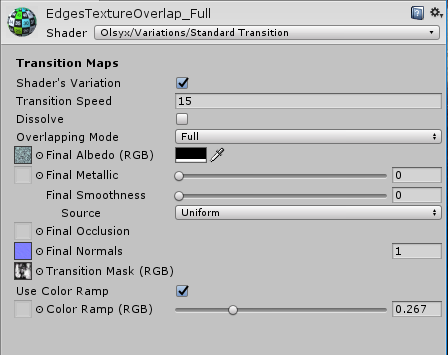 EdgesTextureOverlap_Full
Shader Olsyx/Variations/Standard Transition
Transition Maps
Shader's Variation
Transition Speed 15
Dissolve
Overlapping Mode Full
Final Albedo (RGB)
Final Metallic 0
Final Smoothness 0
Source Uniform
Final Occlusion
Final Normals 1
Transition Mask (RGB)
Use Color Ramp
Color Ramp (RGB) 0.267